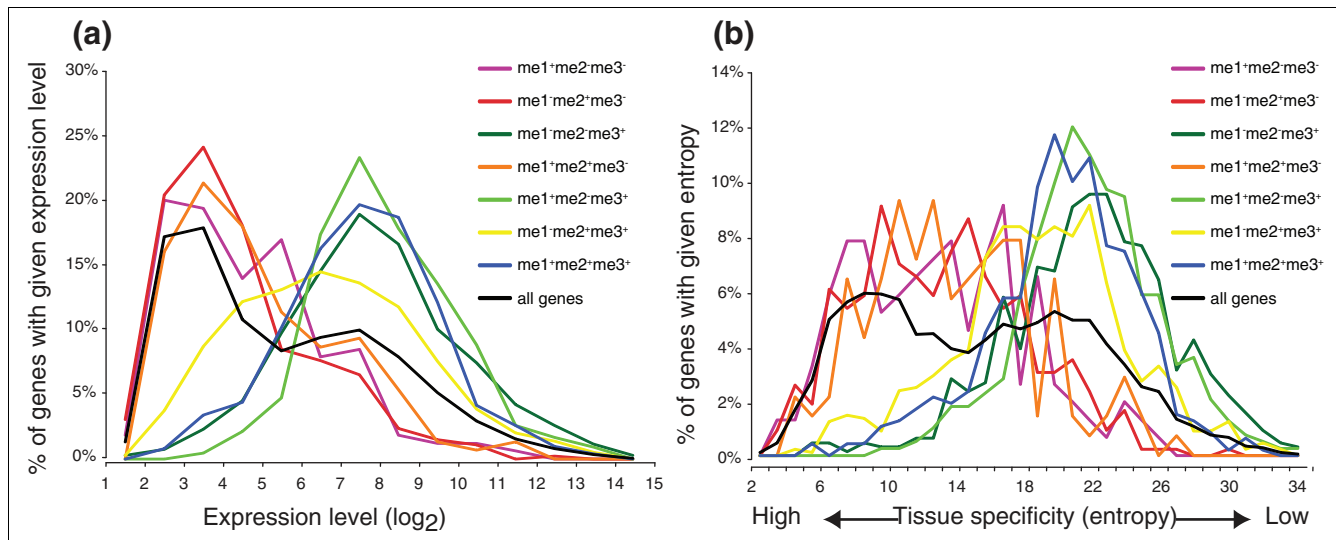 (a)
30%
25%
20%
15%
10%
5%
0%
% of genes with given expression level
1 2 3 4 5 6 7 8 9 10 11 12 13 14 15
Expression level (log₂)
me1⁺me2⁻me3⁻
me1⁻me2⁺me3⁻
me1⁻me2⁻me3⁺
me1⁺me2⁺me3⁻
me1⁺me2⁻me3⁺
me1⁻me2⁺me3⁺
me1⁺me2⁺me3⁺
all genes
(b)
14%
12%
10%
8%
6%
4%
2%
0%
% of genes with given entropy
2 6 10 14 18 22 26 30 34
High Tissue specificity (entropy) Low
me1⁺me2⁻me3⁻
me1⁻me2⁺me3⁻
me1⁻me2⁻me3⁺
me1⁺me2⁺me3⁻
me1⁺me2⁻me3⁺
me1⁻me2⁺me3⁺
me1⁺me2⁺me3⁺
all genes